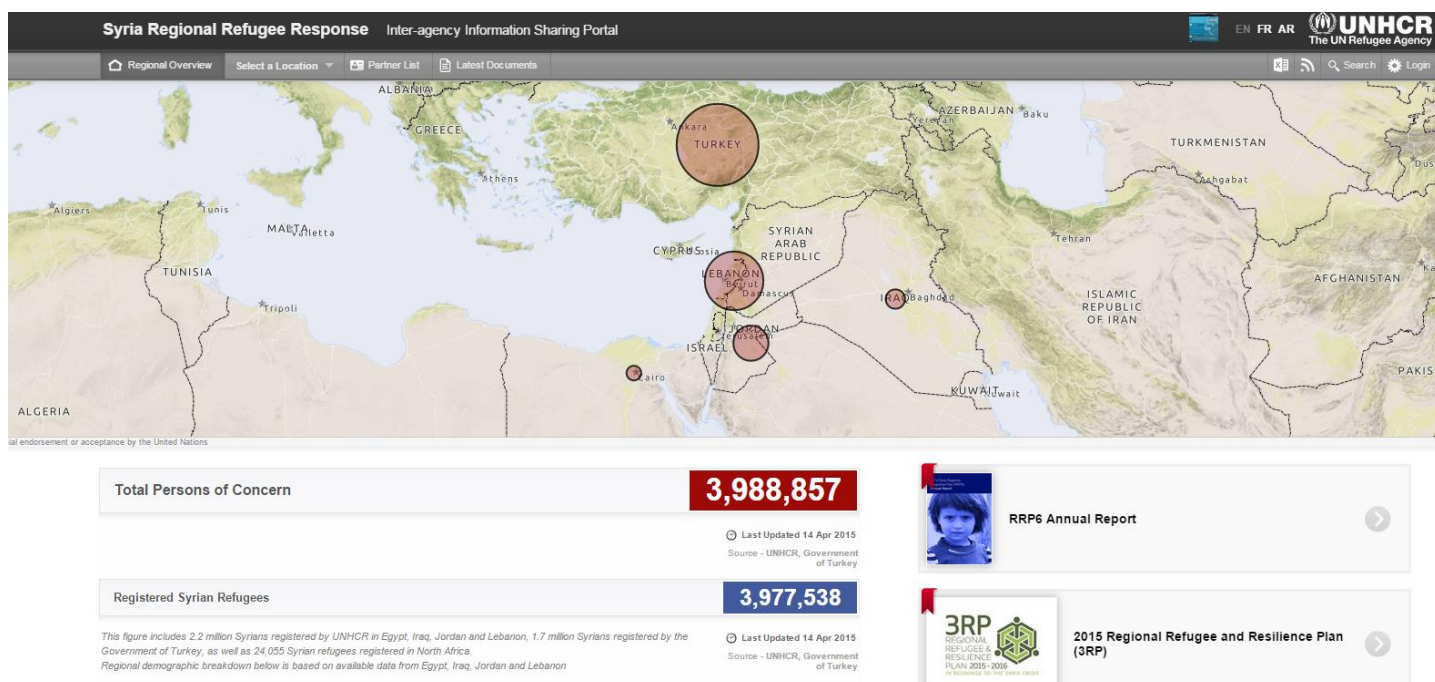 Syria Regional Refugee Response Inter-agency Information Sharing Portal
EN FR AR
UNHCR
The UN Refugee Agency
Regional Overview Select a Location Partner List Latest Documents
Search Login
ALBANIA
GREECE
Athens
Ankara
TURKEY
AZERBAIJAN
Baku
Yerevan
TURKMENISTAN
Ashgabat
Algiers
Tunis
MALTA
Valletta
TUNISIA
Tripoli
CYPRUS
SYRIAN
ARAB
REPUBLIC
LEBANON
Beirut
Damascus
IRAQ
Baghdad
Tehran
ISLAMIC
REPUBLIC
OF IRAN
AFGHANISTAN
JORDAN
Jerusalem
ISRAEL
Cairo
KUWAIT
Kuwait
PAKIS
ALGERIA
ial endorsement or acceptance by the United Nations
Total Persons of Concern
3,988,857
Last Updated 14 Apr 2015
Source - UNHCR, Government
of Turkey
Registered Syrian Refugees
3,977,538
This figure includes 2.2 million Syrians registered by UNHCR in Egypt, Iraq, Jordan and Lebanon, 1.7 million Syrians registered by the
Government of Turkey, as well as 24,055 Syrian refugees registered in North Africa.
Regional demographic breakdown below is based on available data from Egypt, Iraq, Jordan and Lebanon
Last Updated 14 Apr 2015
Source - UNHCR, Government
of Turkey
RRP6 Annual Report
3RP
REGIONAL
REFUGEE &
RESILIENCE
PLAN 2015-2016
IN RESPONSE TO THE SYRIA CRISIS
2015 Regional Refugee and Resilience Plan
(3RP)